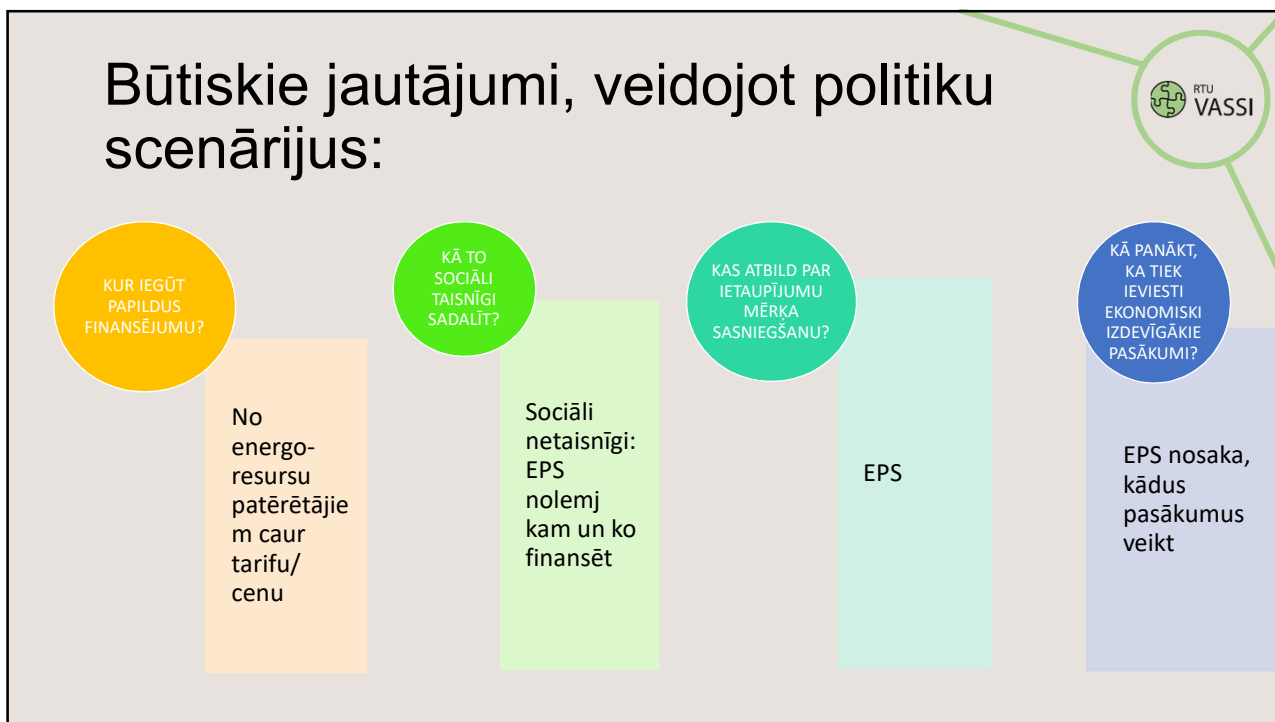 Būtiskie jautājumi, veidojot politiku
scenārijus:
RTU
VASSI
KUR IEGŪT
PAPILDUS
FINANSĒJUMU?
No
energo-
resursu
patērētājie
m caur
tarifu/
cenu
KĀ TO
SOCIĀLI
TAISNĪGI
SADALĪT?
Sociāli
netaisnīgi:
EPS
nolemj
kam un ko
finansēt
KAS ATBILD PAR
IETAUPĪJUMU
MĒRĶA
SASNIEGŠANU?
EPS
KĀ PANĀKT,
KA TIEK
IEVIESTI
EKONOMISKI
IZDEVĪGĀKIE
PASĀKUMI?
EPS nosaka,
kādus
pasākumus
veikt